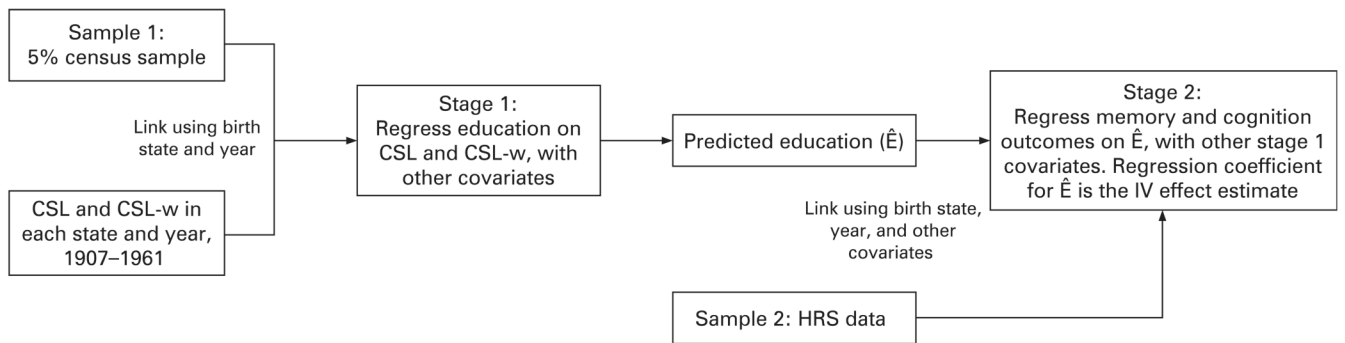 Sample 1:
5% census sample
Link using birth
state and year
CSL and CSL-w in
each state and year,
1907–1961
Stage 1:
Regress education on
CSL and CSL-w, with
other covariates
Predicted education (Ê)
Link using birth state,
year, and other
covariates
Sample 2: HRS data
Stage 2:
Regress memory and cognition
outcomes on Ê, with other stage 1
covariates. Regression coefficient
for Ê is the IV effect estimate